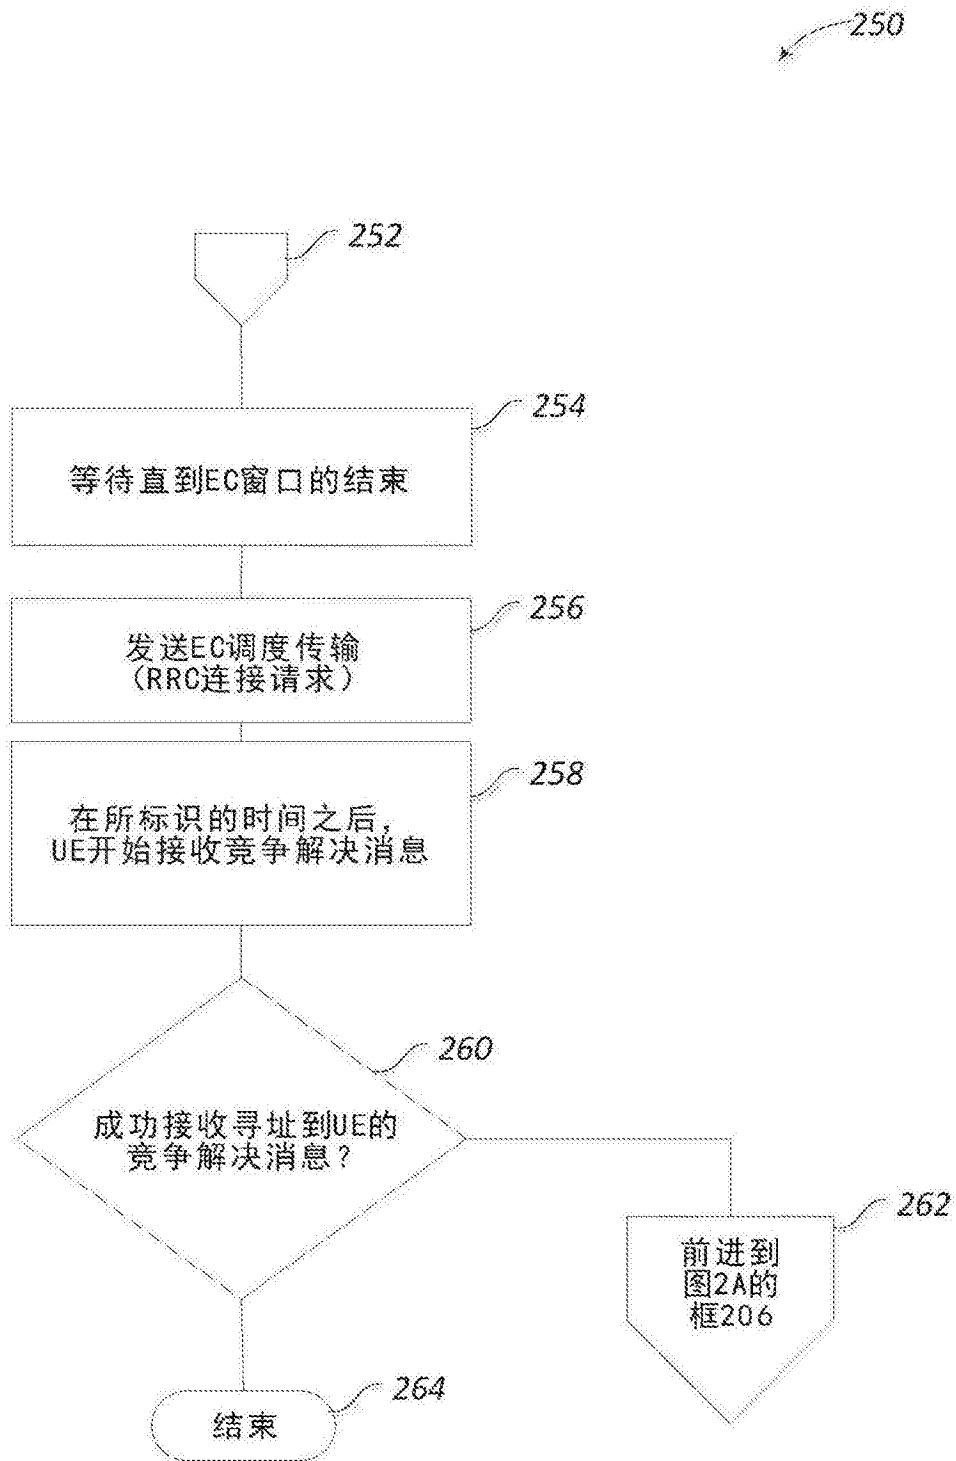 250
252
254
等待直到EC窗口的结束
256
发送EC调度传输
（RRC连接请求）
258
在所标识的时间之后，
UE开始接收竞争解决消息
260
成功接收寻址到UE的
竞争解决消息？
262
前进到
图2A的
框206
264
结束